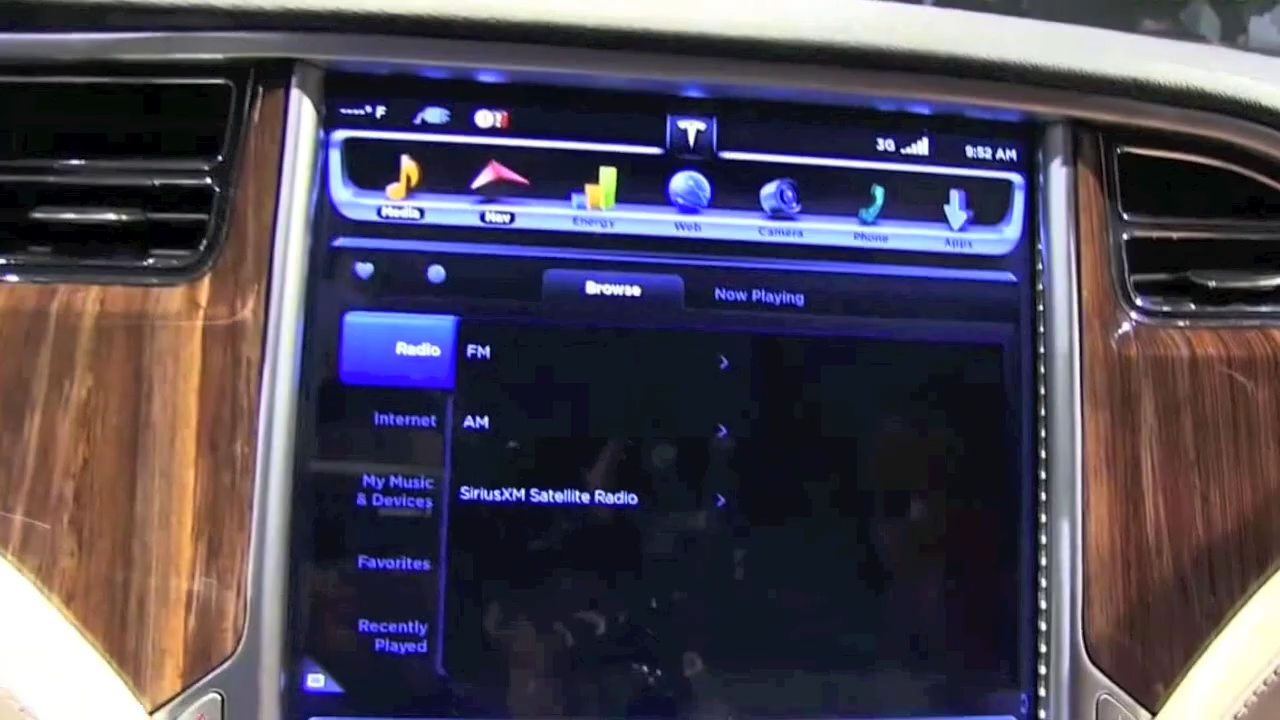 ° F
3G
9:52 AM
Media
Nav
Energy
Web
Camera
Phone
Apps
Browse
Now Playing
Radio
FM
Internet
AM
My Music
& Devices
SiriusXM Satellite Radio
Favorites
Recently
Played